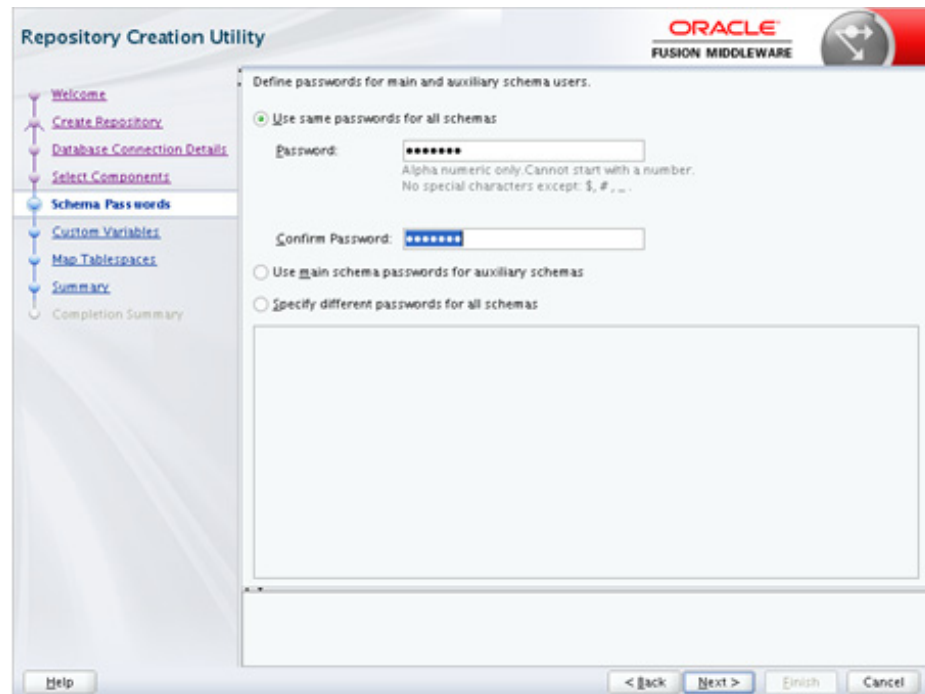 Repository Creation Utility
ORACLE
FUSION MIDDLEWARE
Welcome
Create Repository
Database Connection Details
Select Components
Schema Passwords
Custom Variables
Map Tablespaces
Summary
Completion Summary
Define passwords for main and auxiliary schema users.
Use same passwords for all schemas
Password: •••••••
Alpha numeric only.Cannot start with a number.
No special characters except: $, #, _ .
Confirm Password: •••••••
Use main schema passwords for auxiliary schemas
Specify different passwords for all schemas
Help
< Back
Next >
Finish
Cancel